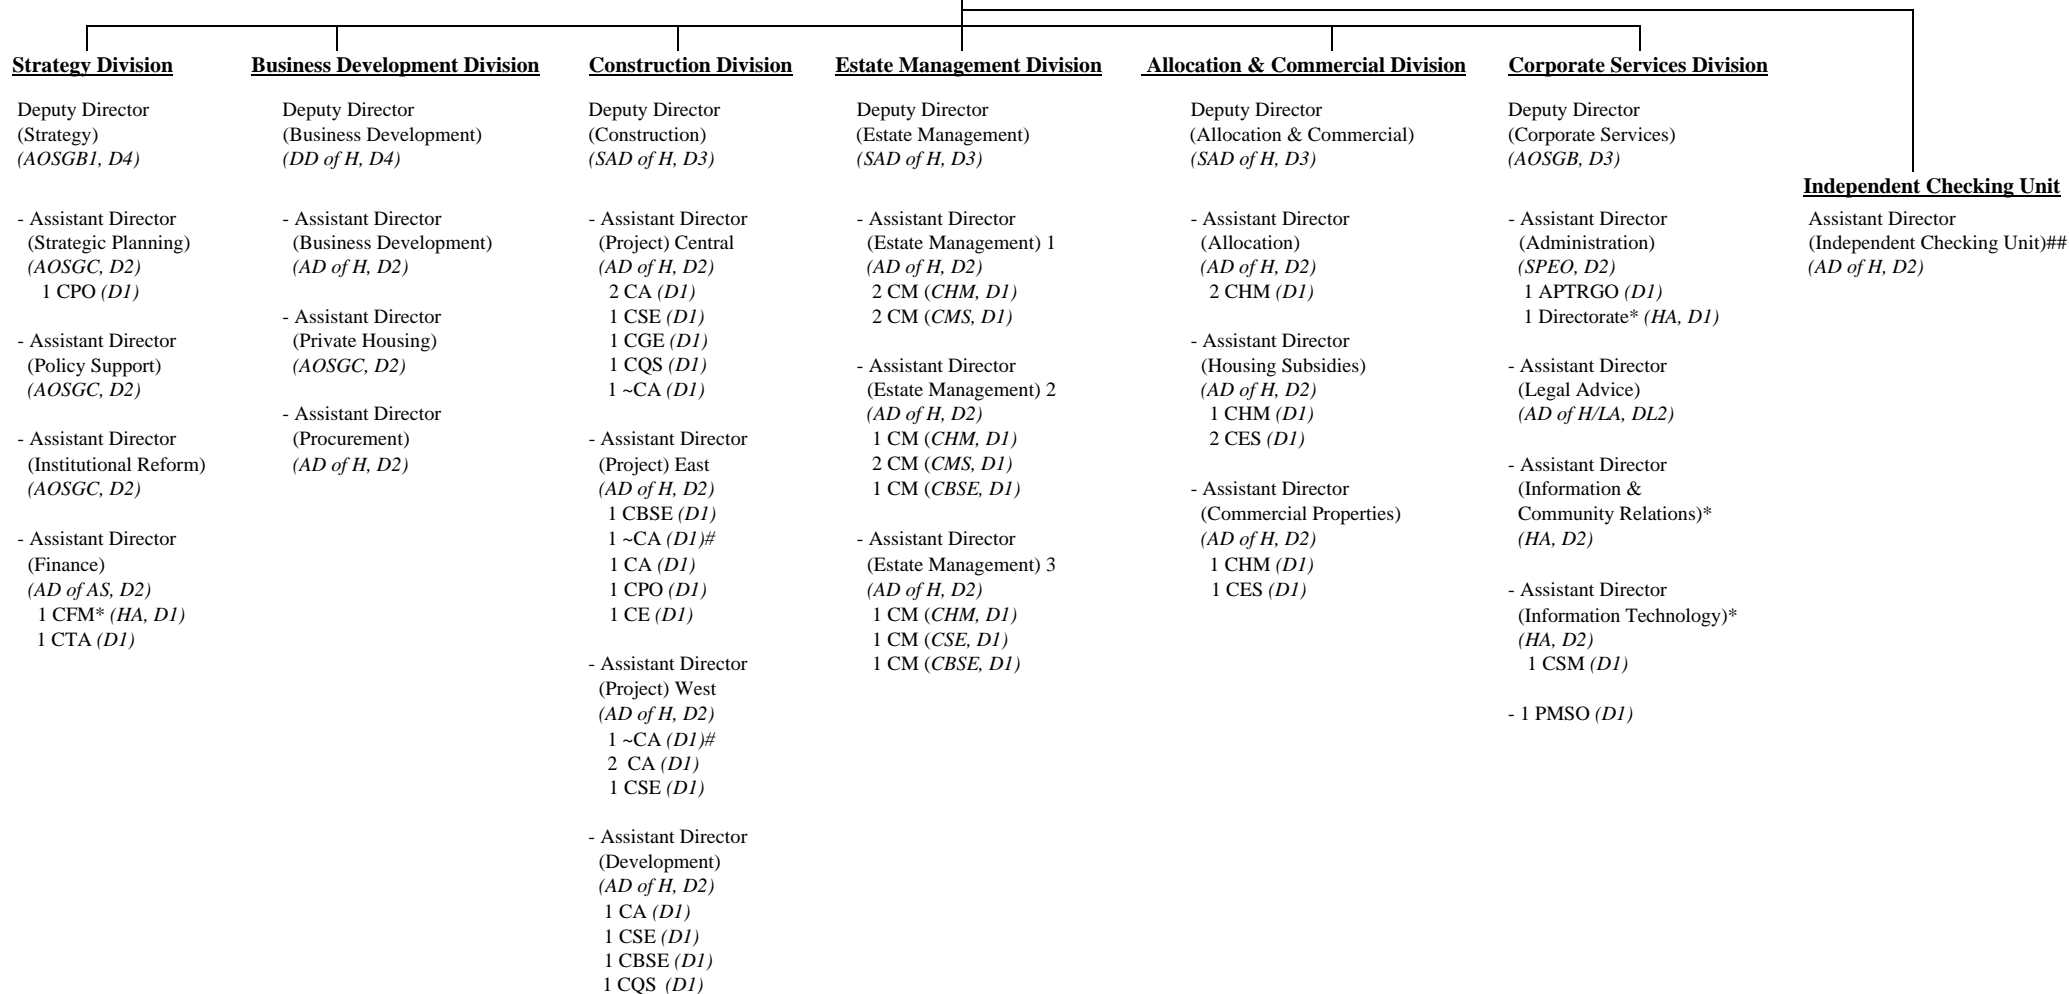 Strategy Division
Deputy Director
(Strategy)
(AOSGB1, D4)
- Assistant Director
(Strategic Planning)
(AOSGC, D2)
1 CPO (D1)
- Assistant Director
(Policy Support)
(AOSGC, D2)
- Assistant Director
(Institutional Reform)
(AOSGC, D2)
- Assistant Director
(Finance)
(AD of AS, D2)
1 CFM* (HA, D1)
1 CTA (D1)
Business Development Division
Deputy Director
(Business Development)
(DD of H, D4)
- Assistant Director
(Business Development)
(AD of H, D2)
- Assistant Director
(Private Housing)
(AOSGC, D2)
- Assistant Director
(Procurement)
(AD of H, D2)
Construction Division
Deputy Director
(Construction)
(SAD of H, D3)
- Assistant Director
(Project) Central
(AD of H, D2)
2 CA (D1)
1 CSE (D1)
1 CGE (D1)
1 CQS (D1)
1 ~CA (D1)
- Assistant Director
(Project) East
(AD of H, D2)
1 CBSE (D1)
1 ~CA (D1)#
1 CA (D1)
1 CPO (D1)
1 CE (D1)
- Assistant Director
(Project) West
(AD of H, D2)
1 ~CA (D1)#
2 CA (D1)
1 CSE (D1)
- Assistant Director
(Development)
(AD of H, D2)
1 CA (D1)
1 CSE (D1)
1 CBSE (D1)
1 CQS (D1)
Estate Management Division
Deputy Director
(Estate Management)
(SAD of H, D3)
- Assistant Director
(Estate Management) 1
(AD of H, D2)
2 CM (CHM, D1)
2 CM (CMS, D1)
- Assistant Director
(Estate Management) 2
(AD of H, D2)
1 CM (CHM, D1)
2 CM (CMS, D1)
1 CM (CBSE, D1)
- Assistant Director
(Estate Management) 3
(AD of H, D2)
1 CM (CHM, D1)
1 CM (CSE, D1)
1 CM (CBSE, D1)
Allocation & Commercial Division
Deputy Director
(Allocation & Commercial)
(SAD of H, D3)
- Assistant Director
(Allocation)
(AD of H, D2)
2 CHM (D1)
- Assistant Director
(Housing Subsidies)
(AD of H, D2)
1 CHM (D1)
2 CES (D1)
- Assistant Director
(Commercial Properties)
(AD of H, D2)
1 CHM (D1)
1 CES (D1)
Corporate Services Division
Deputy Director
(Corporate Services)
(AOSGB, D3)
- Assistant Director
(Administration)
(SPEO, D2)
1 APTRGO (D1)
1 Directorate* (HA, D1)
- Assistant Director
(Legal Advice)
(AD of H/LA, DL2)
- Assistant Director
(Information &
Community Relations)*
(HA, D2)
- Assistant Director
(Information Technology)*
(HA, D2)
1 CSM (D1)
- 1 PMSO (D1)
Independent Checking Unit
Assistant Director
(Independent Checking Unit)##
(AD of H, D2)